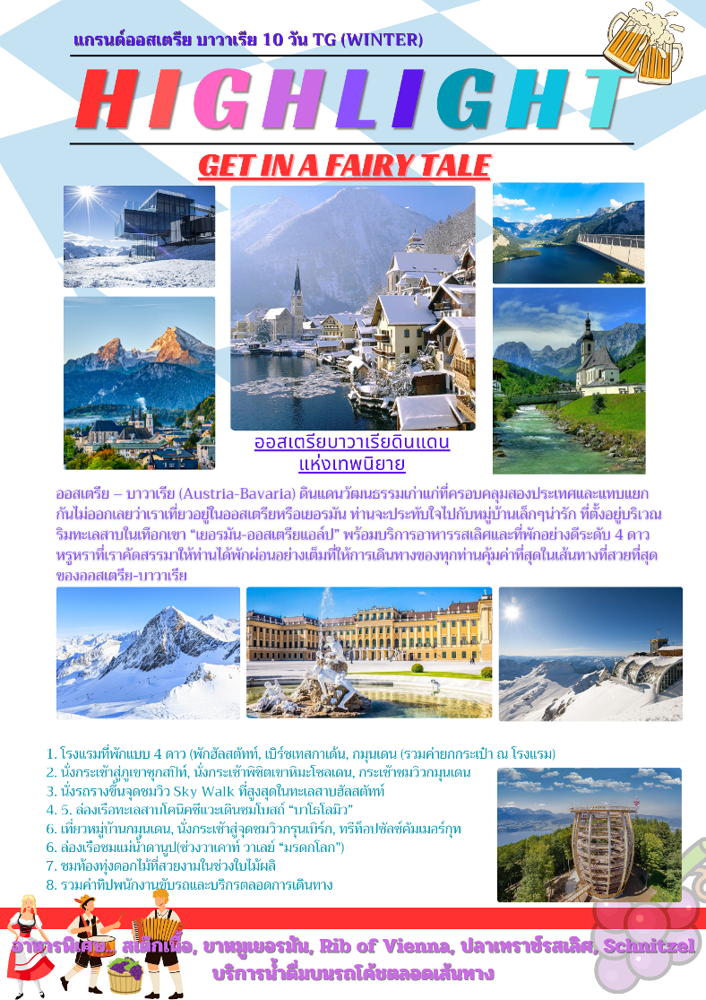 แกรนด์ออสเตรีย บาวาเรีย 10 วัน TG (WINTER)
HIGHLIGHT
GET IN A FAIRY TALE
ออสเตรียบาวาเรียดินแดน
แห่งเทพนิยาย
ออสเตรีย – บาวาเรีย (Austria-Bavaria) ดินแดนวัฒนธรรมเก่าแก่ที่ครอบคลุมสองประเทศและแทบแยก
กันไม่ออกเลยว่าเราเที่ยวอยู่ในออสเตรียหรือเยอรมัน ท่านจะประทับใจไปกับหมู่บ้านเล็กๆน่ารัก ที่ตั้งอยู่บริเวณ
ริมทะเลสาบในเทือกเขา “เยอรมัน-ออสเตรียแอล์ป” พร้อมบริการอาหารรสเลิศและที่พักอย่างดีระดับ 4 ดาว
หรูหราที่เราคัดสรรมาให้ท่านได้พักผ่อนอย่างเต็มที่ให้การเดินทางของทุกท่านคุ้มค่าที่สุดในเส้นทางที่สวยที่สุด
ของออสเตรีย-บาวาเรีย
1. โรงแรมที่พักแบบ 4 ดาว (พักฮัลสตัทท์, เบิร์ชเทสกาเด้น, กมุนเดน (รวมค่ายกกระเป๋า ณ โรงแรม)
2. นั่งกระเช้าสู่ภูเขาซุกสปิท์, นั่งกระเช้าพิชิตเขาหิมะโซลเดน, กระเช้าชมวิวกมุนเดน
3. นั่งรถรางขึ้นจุดชมวิว Sky Walk ที่สูงสุดในทะเลสาบฮัลสตัทท์
4. 5. ล่องเรือทะเลสาบโคนิคซีแวะเดินชมโบสถ์ “บาโธโลมิว”
6. เที่ยวหมู่บ้านกมุนเดน, นั่งกระเช้าสู่จุดชมวิวกรุนเบิร์ก, ทรีท็อปซัลซ์คัมเมอร์กุท
6. ล่องเรือชมแม่น้ำดานูป(ช่วงวาเคาท์ วาเลย์ “มรดกโลก”)
7. ชมท้องทุ่งดอกไม้ที่สวยงามในช่วงใบไม้ผลิ
8. รวมค่าทิปพนักงานขับรถและบริกรตลอดการเดินทาง
อาหารพิเศษ.. สเต็กเนื้อ, ขาหมูเยอรมัน, Rib of Vienna, ปลาเทราซ์รสเลิศ, Schnitzel
บริการน้ำดื่มบนรถโค้ชตลอดเส้นทาง